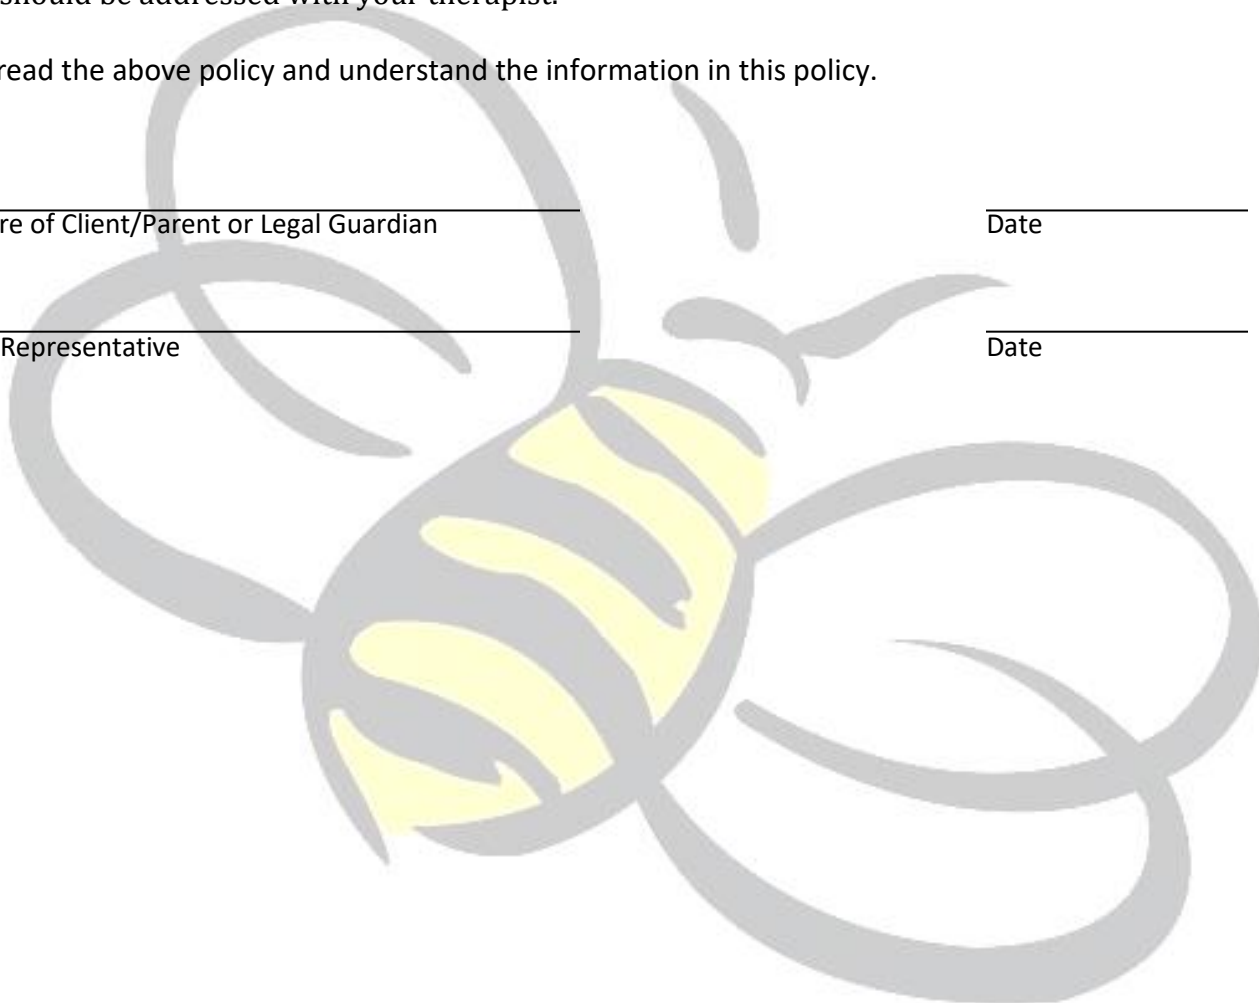 should be addressed with your therapist.
read the above policy and understand the information in this policy.
re of Client/Parent or Legal Guardian Date
Representative Date